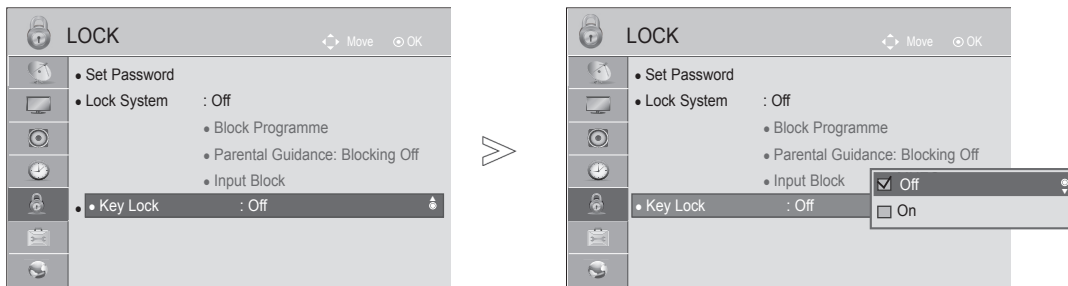 LOCK
Move OK
• Set Password
• Lock System : Off
• Block Programme
• Parental Guidance: Blocking Off
• Input Block
• • Key Lock : Off
LOCK
Move OK
• Set Password
• Lock System : Off
• Block Programme
• Parental Guidance: Blocking Off
• Input Block
• Key Lock : Off
Off
On